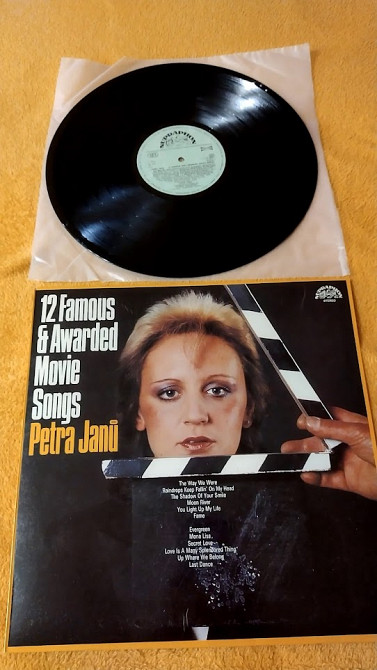 SUPRAPHON
12 Famous
& Awarded
Movie
Songs
Petra Janů
STEREO
The Way We Were
Raindrops Keep Fallin' On My Head
The Shadow Of Your Smile
Moon River
You Light Up My Life
Fame
Evergreen
Mona Lisa
Secret Love
Love Is A Many Splendored Thing
Up Where We Belong
Last Dance